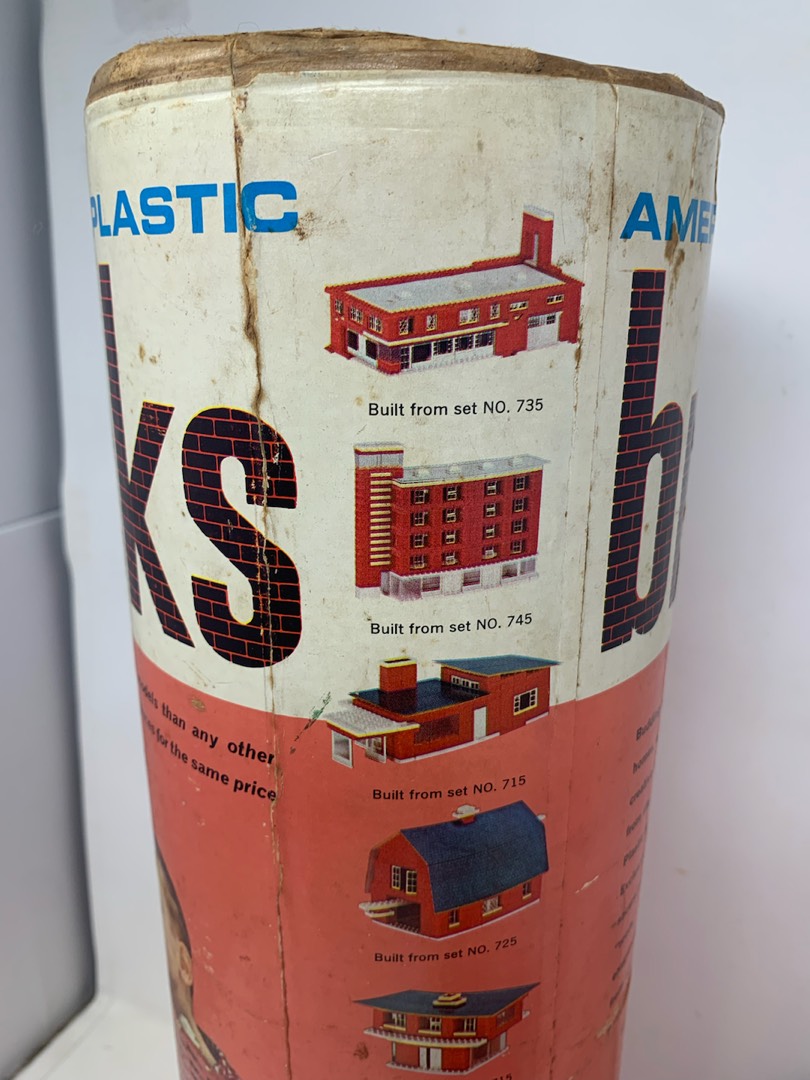 PLASTIC
ks
than any other
for the same price
Built from set NO. 735
Built from set NO. 745
Built from set NO. 715
Built from set NO. 725
15
AME
b